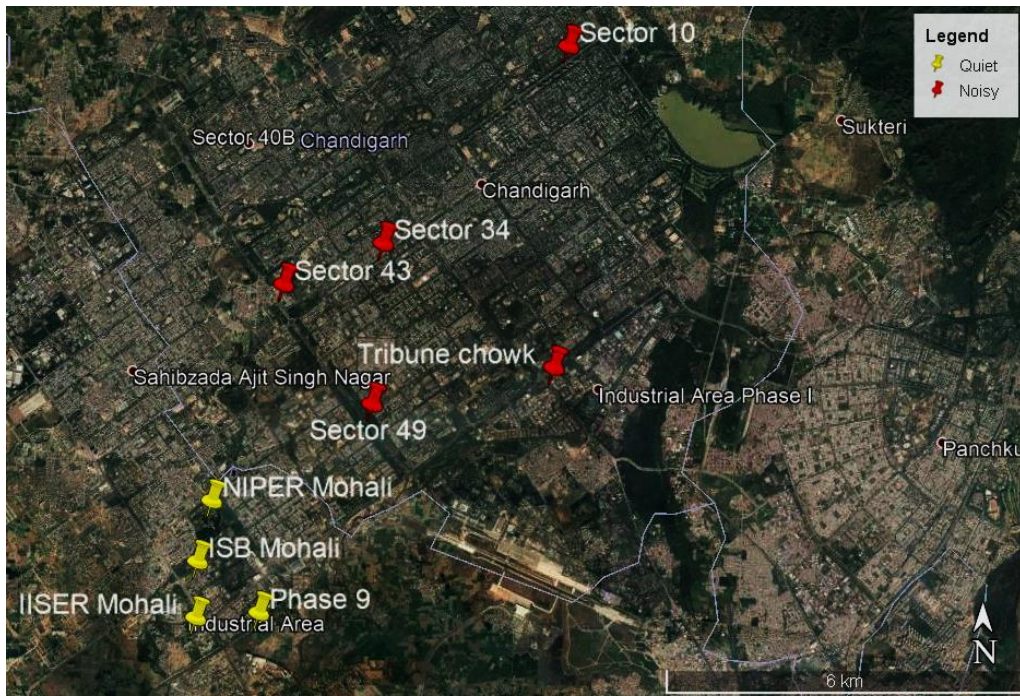 Sector 10
Legend
Quiet
Noisy
Sukteri
Sector 40B Chandigarh
Chandigarh
Sector 34
Sector 43
Tribune chowk
Sahibzada Ajit Singh Nagar
Industrial Area Phase I
Sector 49
Panchku
NIPER Mohali
ISB Mohali
IISER Mohali
Phase 9
Industrial Area
N
6 km